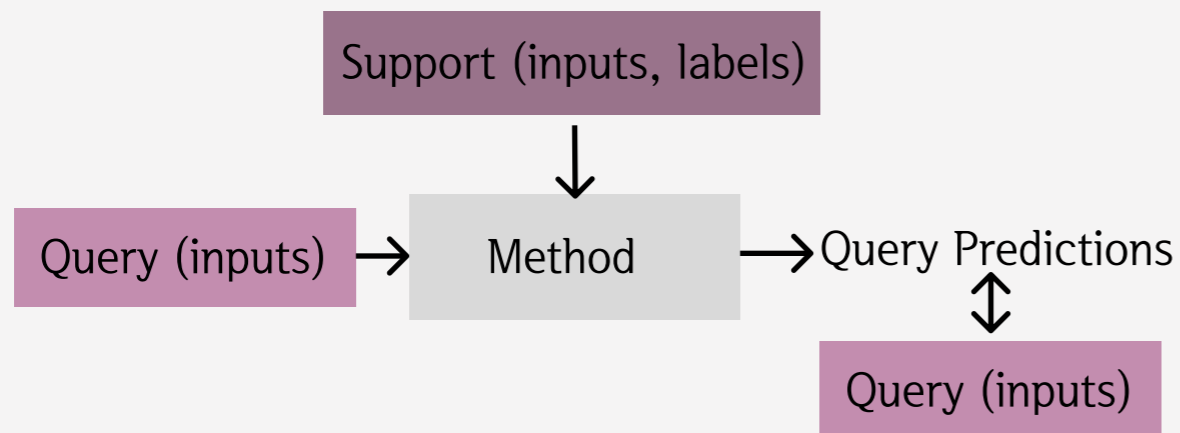 Support (inputs, labels)
Query (inputs)
Method
Query Predictions
Query (inputs)